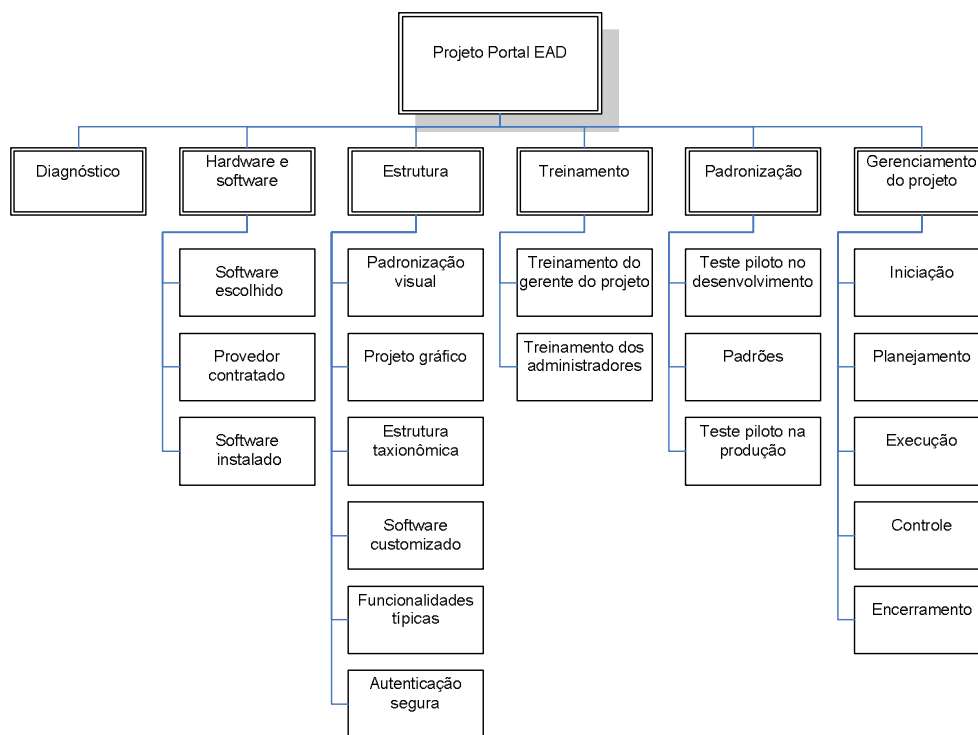 Projeto Portal EAD
Diagnóstico
Hardware e
software
Estrutura
Treinamento
Padronização
Gerenciamento
do projeto
Software
escolhido
Provedor
contratado
Software
instalado
Padronização
visual
Projeto gráfico
Estrutura
taxionômica
Software
customizado
Funcionalidades
típicas
Autenticação
segura
Treinamento do
gerente do projeto
Treinamento dos
administradores
Teste piloto no
desenvolvimento
Padrões
Teste piloto na
produção
Iniciação
Planejamento
Execução
Controle
Encerramento